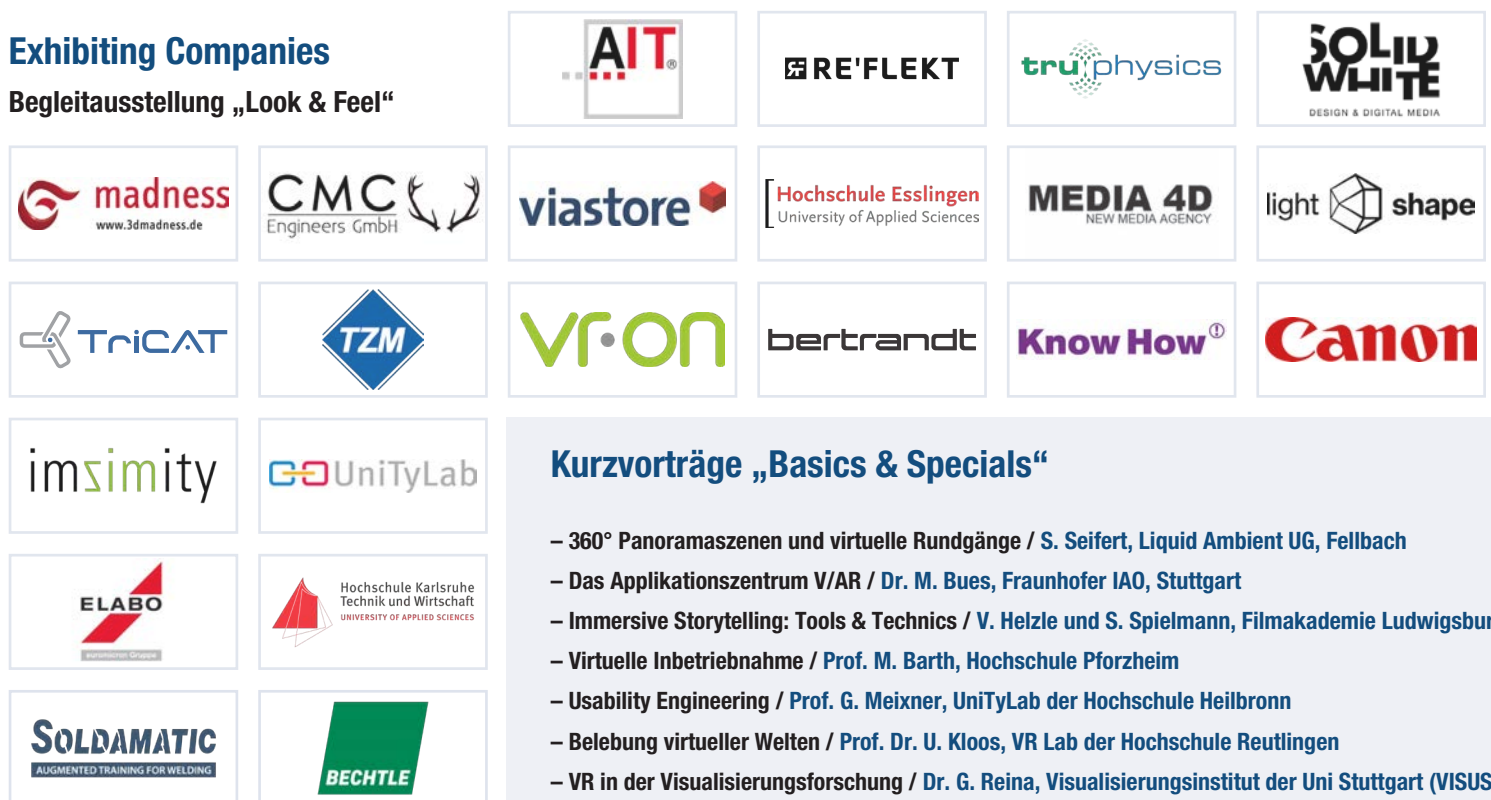 Exhibiting Companies
Begleitausstellung „Look & Feel“
AIT®
RE'FLEKT
tru physics
SOLID
WHITE
DESIGN & DIGITAL MEDIA
madness
www.3dmadness.de
CMC
Engineers GmbH
viastore
Hochschule Esslingen
University of Applied Sciences
MEDIA 4D
NEW MEDIA AGENCY
light shape
TriCAT
TZM
vr·on
bertrandt
Know How!®
Canon
imsimity
UniTyLab
ELABO
euromicron Gruppe
Hochschule Karlsruhe
Technik und Wirtschaft
UNIVERSITY OF APPLIED SCIENCES
SOLDAMATIC
AUGMENTED TRAINING FOR WELDING
BECHTLE
Kurzvorträge „Basics & Specials“
– 360° Panoramaszenen und virtuelle Rundgänge / S. Seifert, Liquid Ambient UG, Fellbach
– Das Applikationszentrum V/AR / Dr. M. Bues, Fraunhofer IAO, Stuttgart
– Immersive Storytelling: Tools & Technics / V. Helzle und S. Spielmann, Filmakademie Ludwigsbur
– Virtuelle Inbetriebnahme / Prof. M. Barth, Hochschule Pforzheim
– Usability Engineering / Prof. G. Meixner, UniTyLab der Hochschule Heilbronn
– Belebung virtueller Welten / Prof. Dr. U. Kloos, VR Lab der Hochschule Reutlingen
– VR in der Visualisierungsforschung / Dr. G. Reina, Visualisierungsinstitut der Uni Stuttgart (VISUS